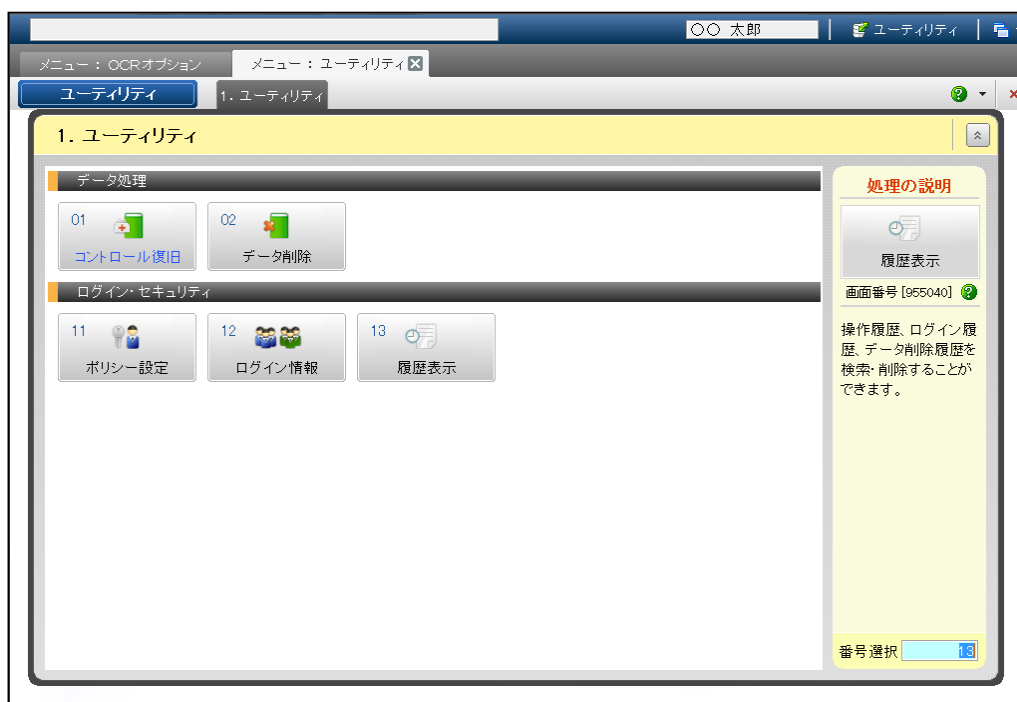 〇〇 太郎
ユーティリティ
メニュー : OCRオプション
メニュー : ユーティリティ
ユーティリティ
1. ユーティリティ
1. ユーティリティ
データ処理
01
コントロール復旧
02
データ削除
ログイン・セキュリティ
11
ポリシー設定
12
ログイン情報
13
履歴表示
処理の説明
履歴表示
画面番号 [955040]
操作履歴、ログイン履
歴、データ削除履歴を
検索・削除することが
できます。
番号選択 13